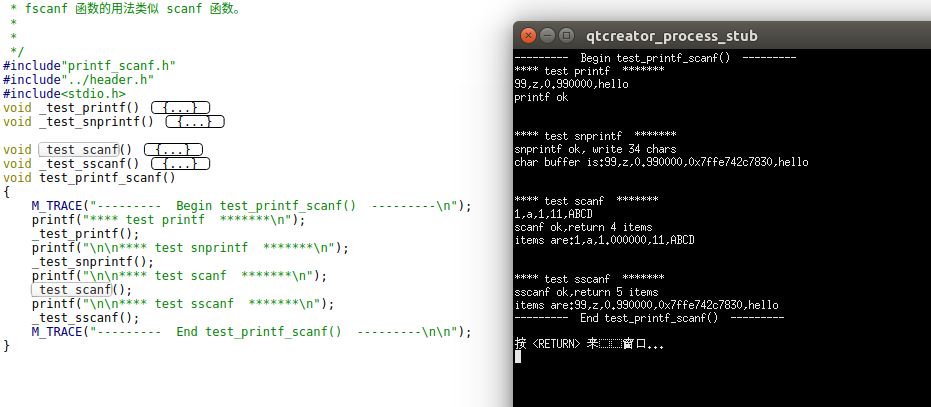 * fscanf 函数的用法类似 scanf 函数。
*
*
*/
#include"printf_scanf.h"
#include"../header.h"
#include<stdio.h>
void _test_printf() {...}
void _test_snprintf() {...}
void _test_scanf() {...}
void _test_sscanf() {...}
void test_printf_scanf()
{
    M_TRACE("---------  Begin test_printf_scanf()  ---------\n");
    printf("**** test printf  *******\n");
    _test_printf();
    printf("\n\n**** test snprintf  *******\n");
    _test_snprintf();
    printf("\n\n**** test scanf  *******\n");
    _test_scanf();
    printf("\n\n**** test sscanf  *******\n");
    _test_sscanf();
    M_TRACE("---------  End test_printf_scanf()  ---------\n\n");
}
qtcreator_process_stub
---------  Begin test_printf_scanf()  ---------
**** test printf  *******
99,z,0.990000,hello
printf ok
**** test snprintf  *******
snprintf ok, write 34 chars
char buffer is:99,z,0.990000,0x7ffe742c7830,hello
**** test scanf  *******
1,a,1,11,ABCD
scanf ok,return 4 items
items are:1,a,1.000000,11,ABCD
**** test sscanf  *******
sscanf ok,return 5 items
items are:99,z,0.990000,0x7ffe742c7830,hello
---------  End test_printf_scanf()  ---------
按 <RETURN> 来窗口...